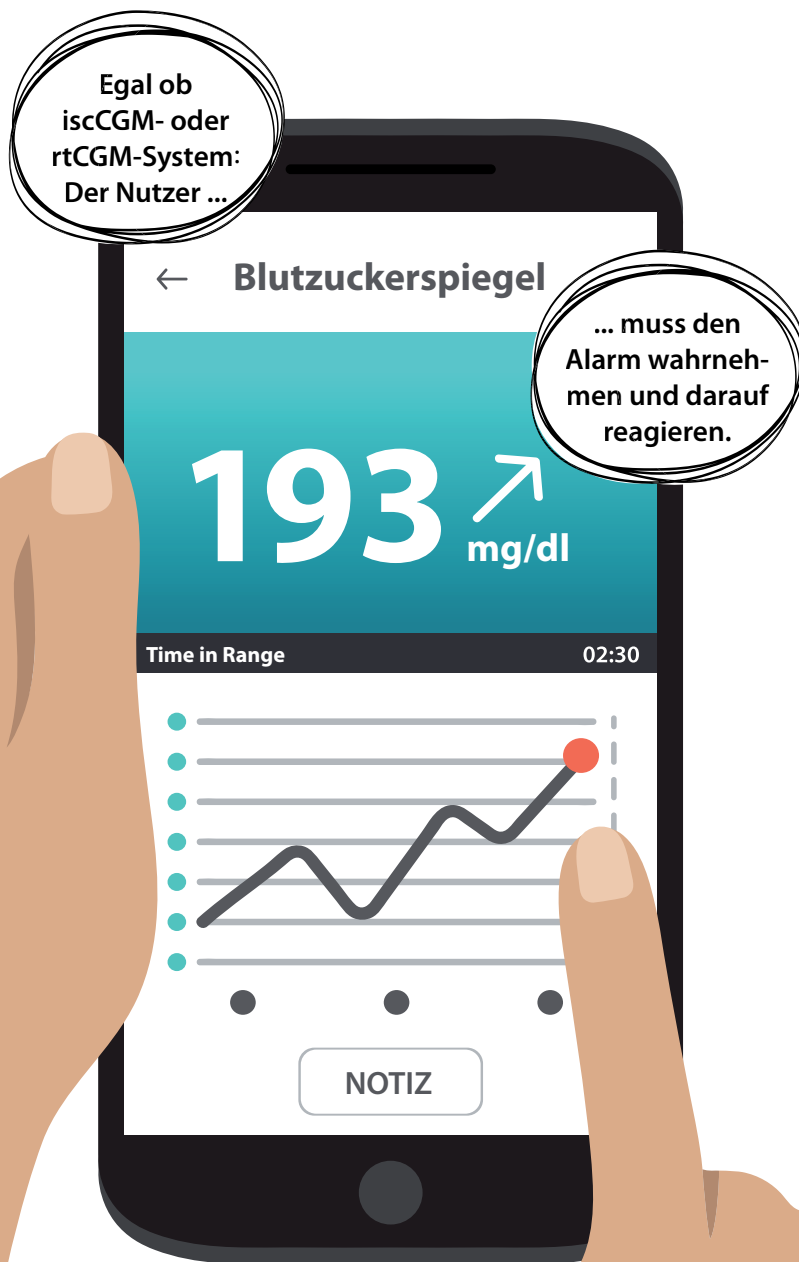 Egal ob
iscCGM- oder
rtCGM-System:
Der Nutzer ...
← Blutzuckerspiegel
... muss den
Alarm wahrneh-
men und darauf
reagieren.
193
mg/dl
Time in Range 02:30
NOTIZ